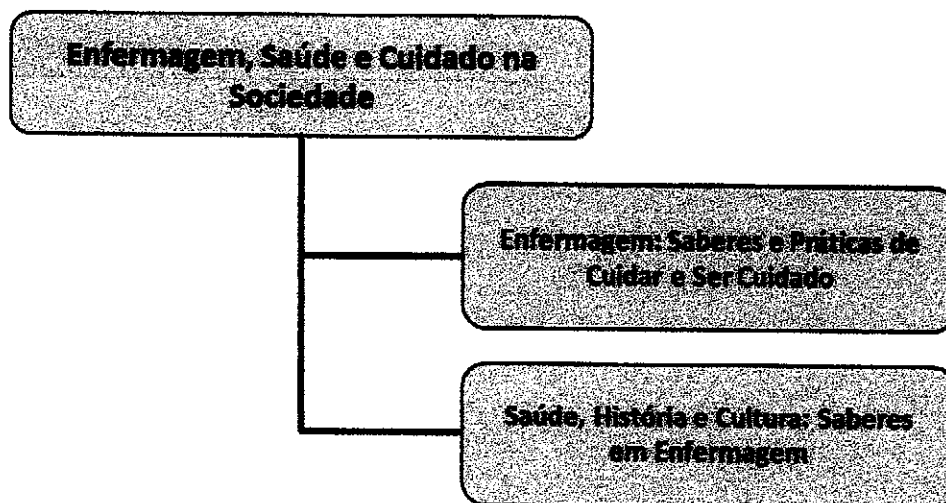 Enfermagem, Saúde e Cuidado na
Sociedade
Enfermagem: Saberes e Práticas de
Cuidar e Ser Cuidado
Saúde, História e Cultura: Saberes
em Enfermagem